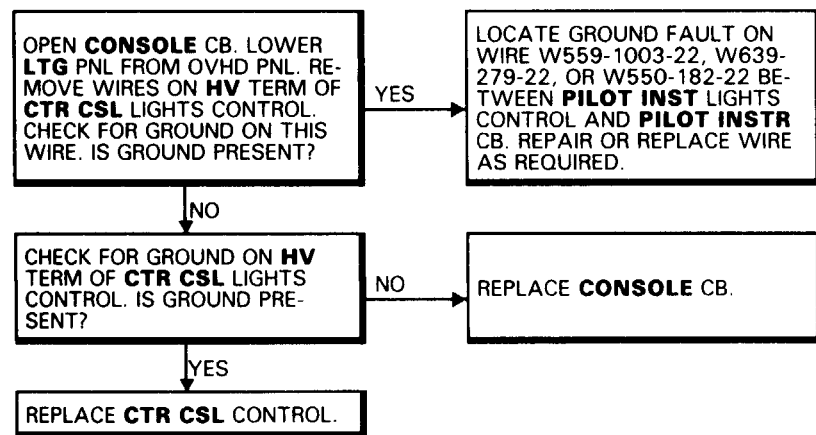 OPEN CONSOLE CB. LOWER
LTG PNL FROM OVHD PNL. RE-
MOVE WIRES ON HV TERM OF
CTR CSL LIGHTS CONTROL.
CHECK FOR GROUND ON THIS
WIRE. IS GROUND PRESENT?
YES
LOCATE GROUND FAULT ON
WIRE W559-1003-22, W639-
279-22, OR W550-182-22 BE-
TWEEN PILOT INST LIGHTS
CONTROL AND PILOT INSTR
CB. REPAIR OR REPLACE WIRE
AS REQUIRED.
NO
CHECK FOR GROUND ON HV
TERM OF CTR CSL LIGHTS
CONTROL. IS GROUND PRE-
SENT?
NO
REPLACE CONSOLE CB.
YES
REPLACE CTR CSL CONTROL.